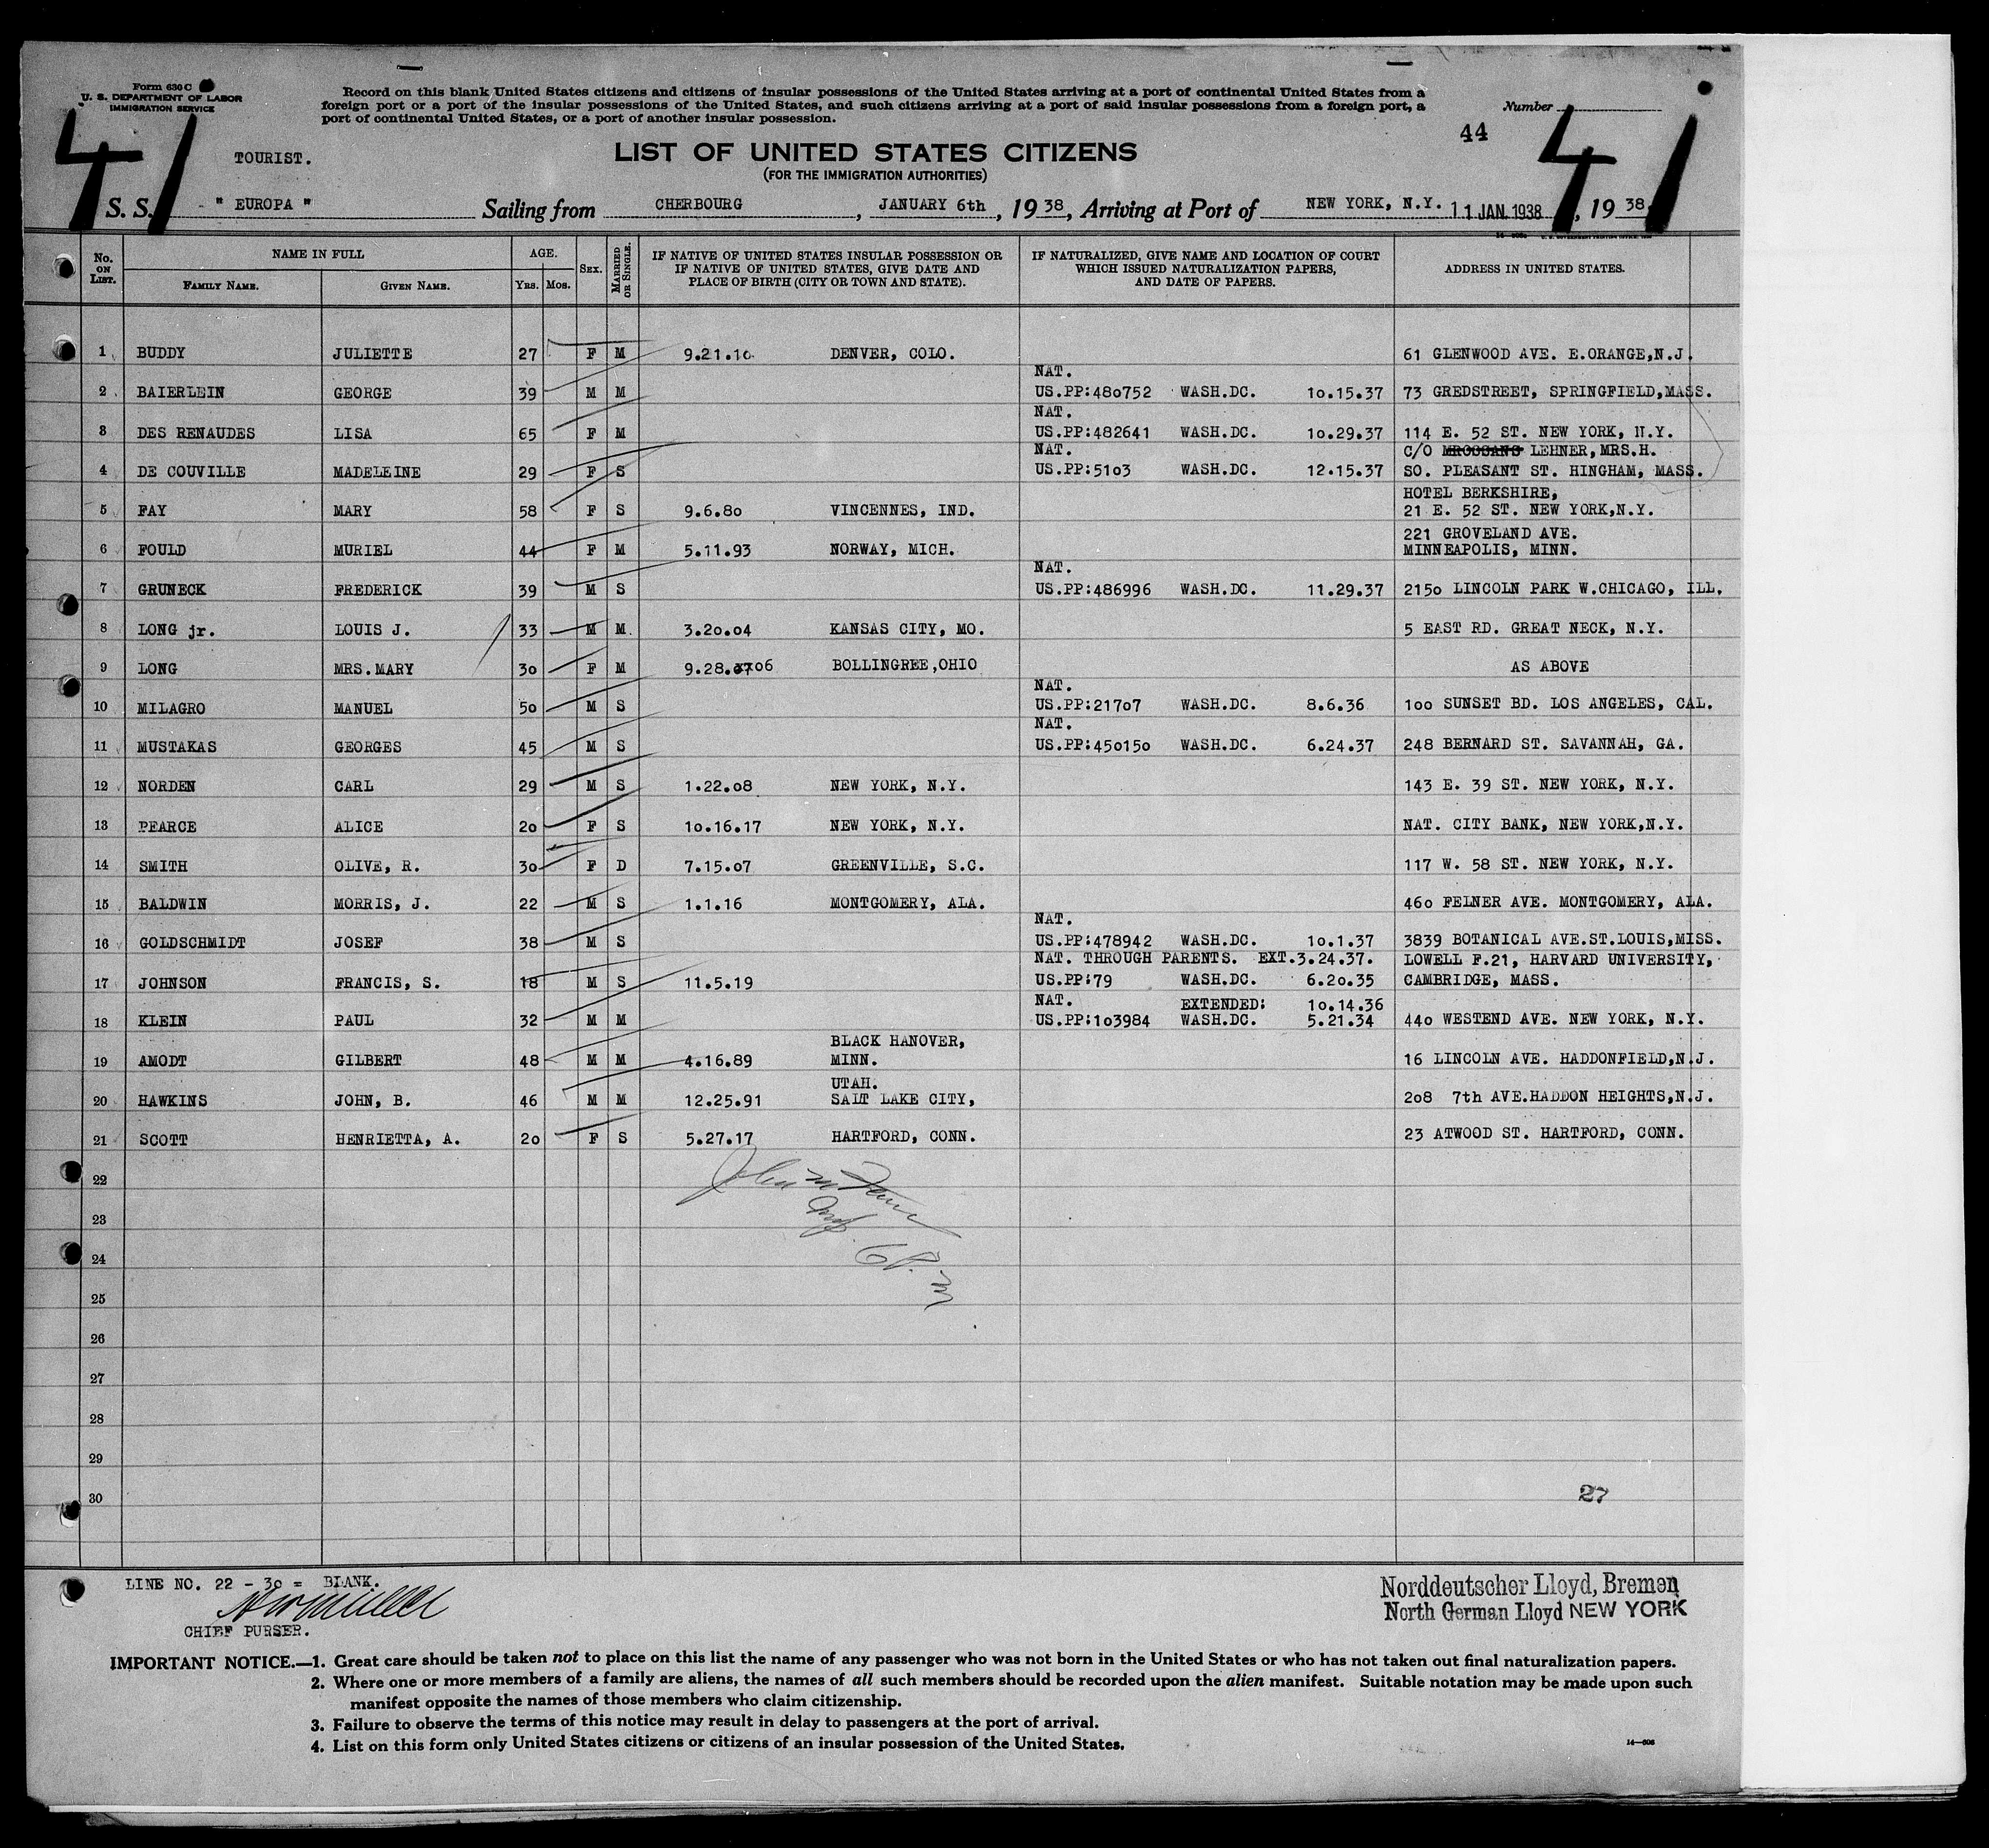 Form 630 C
U. S. DEPARTMENT OF LABOR
IMMIGRATION SERVICE
Record on this blank United States citizens and citizens of insular possessions of the United States arriving at a port of continental United States from a
foreign port or a port of the insular possessions of the United States, and such citizens arriving at a port of said insular possessions from a foreign port, a
port of continental United States, or a port of another insular possession.
Number
41 44 41
TOURIST.
LIST OF UNITED STATES CITIZENS
(FOR THE IMMIGRATION AUTHORITIES)
S. S. " EUROPA " Sailing from CHERBOURG, JANUARY 6th, 1938, Arriving at Port of NEW YORK, N.Y. 11 JAN. 1938, 1938
No. ON LIST. NAME IN FULL FAMILY NAME. GIVEN NAME. AGE. YRS. MOS. SEX. MARRIED OR SINGLE. IF NATIVE OF UNITED STATES INSULAR POSSESSION OR IF NATIVE OF UNITED STATES, GIVE DATE AND PLACE OF BIRTH (CITY OR TOWN AND STATE). IF NATURALIZED, GIVE NAME AND LOCATION OF COURT WHICH ISSUED NATURALIZATION PAPERS, AND DATE OF PAPERS. ADDRESS IN UNITED STATES.
1 BUDDY JULIETTE 27 F M 9.21.10 DENVER, COLO. 61 GLENWOOD AVE. E.ORANGE,N.J.
NAT.
2 BAIERLEIN GEORGE 39 M M US.PP:480752 WASH.DC. 10.15.37 73 GREDSTREET, SPRINGFIELD,MASS.
NAT.
3 DES RENAUDES LISA 65 F M US.PP:482641 WASH.DC. 10.29.37 114 E. 52 ST. NEW YORK, N.Y.
NAT. C/O LEHNER,MRS.H.
4 DE COUVILLE MADELEINE 29 F S US.PP:5103 WASH.DC. 12.15.37 SO. PLEASANT ST. HINGHAM, MASS.
HOTEL BERKSHIRE,
5 FAY MARY 58 F S 9.6.80 VINCENNES, IND. 21 E. 52 ST. NEW YORK,N.Y.
221 GROVELAND AVE.
6 FOULD MURIEL 44 F M 5.11.93 NORWAY, MICH. MINNEAPOLIS, MINN.
NAT.
7 GRUNECK FREDERICK 39 M S US.PP:486996 WASH.DC. 11.29.37 2150 LINCOLN PARK W.CHICAGO, ILL.
8 LONG jr. LOUIS J. 33 M M 3.20.04 KANSAS CITY, MO. 5 EAST RD. GREAT NECK, N.Y.
9 LONG MRS.MARY 30 F M 9.28.06 BOLLINGREE,OHIO AS ABOVE
NAT.
10 MILAGRO MANUEL 50 M S US.PP:21707 WASH.DC. 8.6.36 100 SUNSET BD. LOS ANGELES, CAL.
NAT.
11 MUSTAKAS GEORGES 45 M S US.PP:450150 WASH.DC. 6.24.37 248 BERNARD ST. SAVANNAH, GA.
12 NORDEN CARL 29 M S 1.22.08 NEW YORK, N.Y. 143 E. 39 ST. NEW YORK, N.Y.
13 PEARCE ALICE 20 F S 10.16.17 NEW YORK, N.Y. NAT. CITY BANK, NEW YORK,N.Y.
14 SMITH OLIVE, R. 30 F D 7.15.07 GREENVILLE, S.C. 117 W. 58 ST. NEW YORK, N.Y.
15 BALDWIN MORRIS, J. 22 M S 1.1.16 MONTGOMERY, ALA. 460 FELNER AVE. MONTGOMERY, ALA.
NAT.
16 GOLDSCHMIDT JOSEF 38 M S US.PP:478942 WASH.DC. 10.1.37 3839 BOTANICAL AVE.ST.LOUIS,MISS.
NAT. THROUGH PARENTS. EXT.3.24.37. LOWELL F.21, HARVARD UNIVERSITY,
17 JOHNSON FRANCIS, S. 18 M S 11.5.19 US.PP:79 WASH.DC. 6.20.35 CAMBRIDGE, MASS.
NAT. EXTENDED: 10.14.36
18 KLEIN PAUL 32 M M US.PP:103984 WASH.DC. 5.21.34 440 WESTEND AVE. NEW YORK, N.Y.
BLACK HANOVER,
19 AMODT GILBERT 48 M M 4.16.89 MINN. 16 LINCOLN AVE. HADDONFIELD,N.J.
UTAH.
20 HAWKINS JOHN, B. 46 M M 12.25.91 SALT LAKE CITY, 208 7th AVE.HADDON HEIGHTS,N.J.
21 SCOTT HENRIETTA, A. 20 F S 5.27.17 HARTFORD, CONN. 23 ATWOOD ST. HARTFORD, CONN.
22
23
24
25
26
27
28
29
30
27
LINE NO. 22 - 30 = BLANK.
CHIEF PURSER.
Norddeutscher Lloyd, Bremen
North German Lloyd NEW YORK
IMPORTANT NOTICE.—1. Great care should be taken not to place on this list the name of any passenger who was not born in the United States or who has not taken out final naturalization papers.
2. Where one or more members of a family are aliens, the names of all such members should be recorded upon the alien manifest. Suitable notation may be made upon such
manifest opposite the names of those members who claim citizenship.
3. Failure to observe the terms of this notice may result in delay to passengers at the port of arrival.
4. List on this form only United States citizens or citizens of an insular possession of the United States.